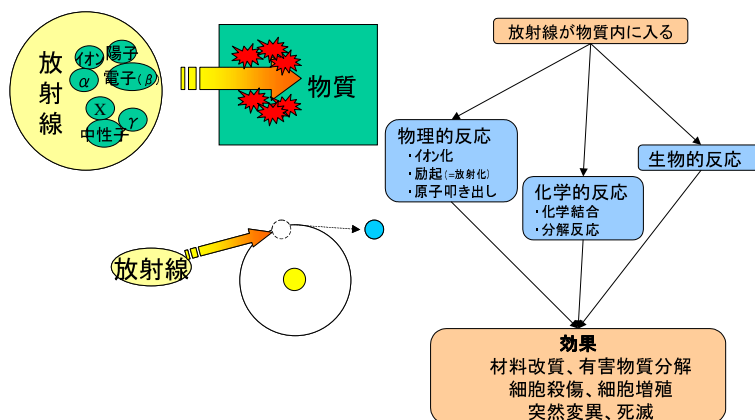 放射線
イオン
陽子
α
電子(β)
X
γ
中性子
物質
放射線
放射線が物質内に入る
物理的反応
・イオン化
・励起(=放射化)
・原子叩き出し
化学的反応
・化学結合
・分解反応
生物的反応
効果
材料改質、有害物質分解
細胞殺傷、細胞増殖
突然変異、死滅